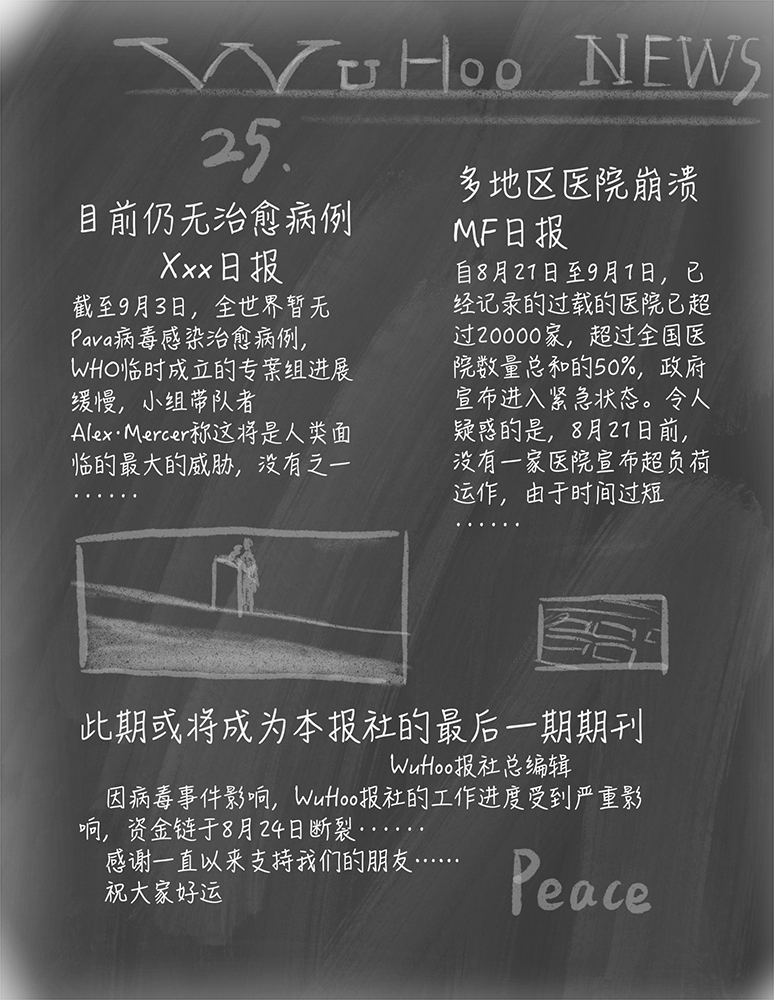 WuHoo NEWS
25.
目前仍无治愈病例
Xxx日报
截至9月3日，全世界暂无
Pava病毒感染治愈病例，
WHO临时成立的专案组进展
缓慢，小组带队者
Alex·Mercer称这将是人类面
临的最大的威胁，没有之一
······
多地区医院崩溃
MF日报
自8月21日至9月1日，已
经记录的过载的医院已超
过20000家，超过全国医
院数量总和的50%，政府
宣布进入紧急状态。令人
疑惑的是，8月21日前，
没有一家医院宣布超负荷
运作，由于时间过短
······
此期或将成为本报社的最后一期期刊
WuHoo报社总编辑
因病毒事件影响，WuHoo报社的工作进度受到严重影
响，资金链于8月24日断裂······
感谢一直以来支持我们的朋友······
祝大家好运
Peace